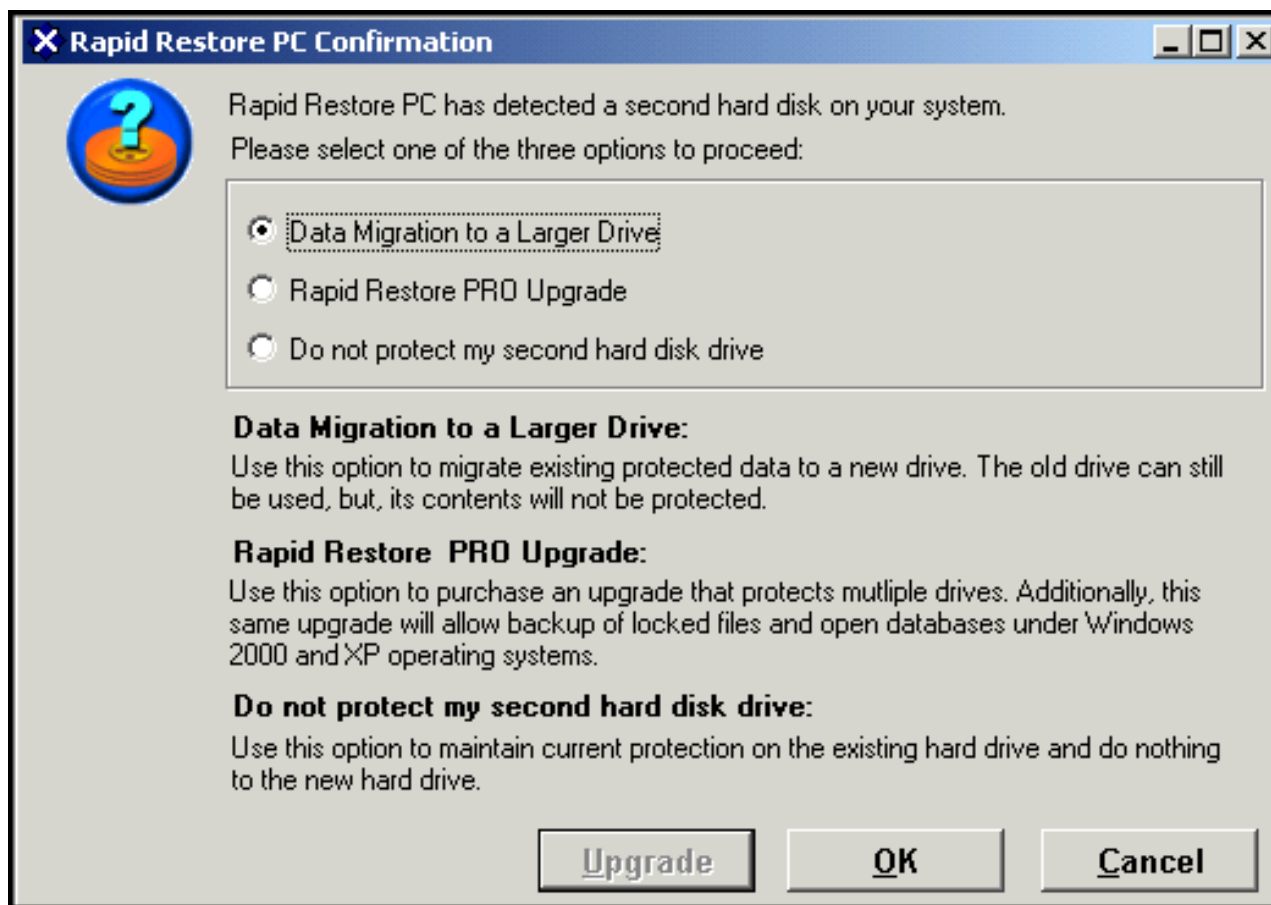 Rapid Restore PC Confirmation
Rapid Restore PC has detected a second hard disk on your system.
Please select one of the three options to proceed:
Data Migration to a Larger Drive
Rapid Restore PRO Upgrade
Do not protect my second hard disk drive
Data Migration to a Larger Drive:
Use this option to migrate existing protected data to a new drive. The old drive can still
be used, but, its contents will not be protected.
Rapid Restore  PRO Upgrade:
Use this option to purchase an upgrade that protects mutliple drives. Additionally, this
same upgrade will allow backup of locked files and open databases under Windows
2000 and XP operating systems.
Do not protect my second hard disk drive:
Use this option to maintain current protection on the existing hard drive and do nothing
to the new hard drive.
Upgrade OK Cancel